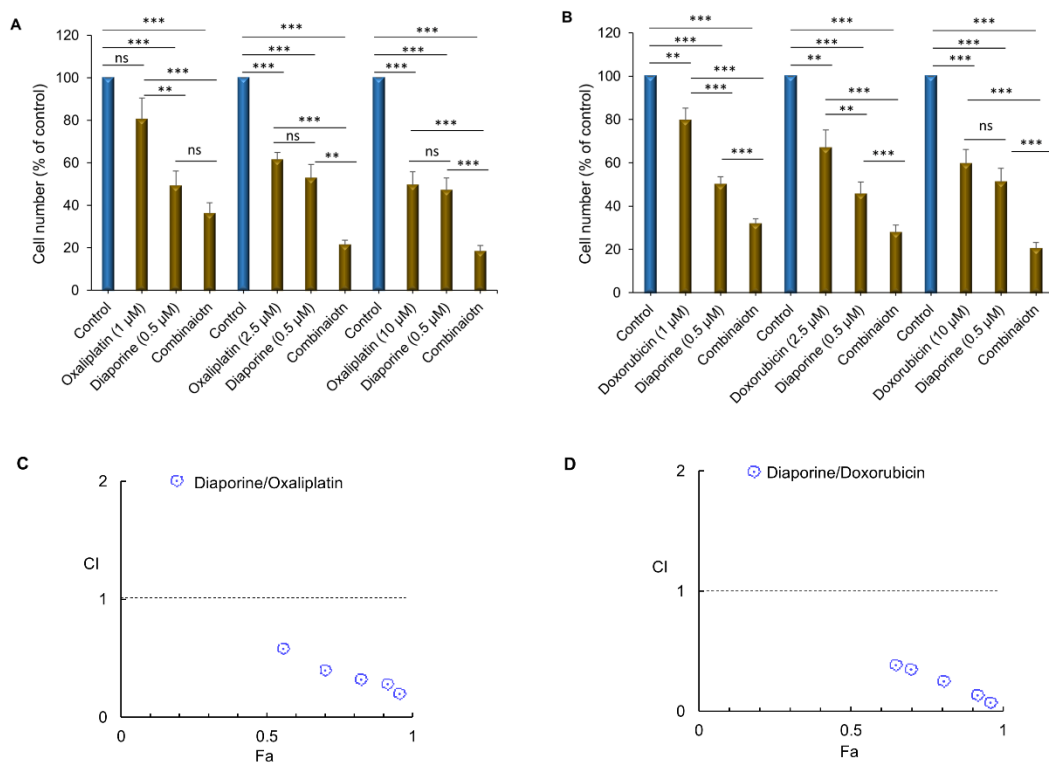 A
*** *** ***
*** *** ***
ns *** ***
*** **
ns
*** ns **
*** ns ***
Cell number (% of control)
120
100
80
60
40
20
0
Control
Oxaliplatin (1 µM)
Diaporine (0.5 µM)
Combinaiotn
Control
Oxaliplatin (2.5 µM)
Diaporine (0.5 µM)
Combinaiotn
Control
Oxaliplatin (10 µM)
Diaporine (0.5 µM)
Combinaiotn
B
*** *** ***
*** *** ***
** ** ***
*** ***
***
*** ** ***
*** ns ***
Cell number (% of control)
120
100
80
60
40
20
0
Control
Doxorubicin (1 µM)
Diaporine (0.5 µM)
Combinaiotn
Control
Doxorubicin (2.5 µM)
Diaporine (0.5 µM)
Combinaiotn
Control
Doxorubicin (10 µM)
Diaporine (0.5 µM)
Combinaiotn
C
Diaporine/Oxaliplatin
CI
2
1
0
0 0.5 1
Fa
D
Diaporine/Doxorubicin
CI
2
1
0
0 0.5 1
Fa